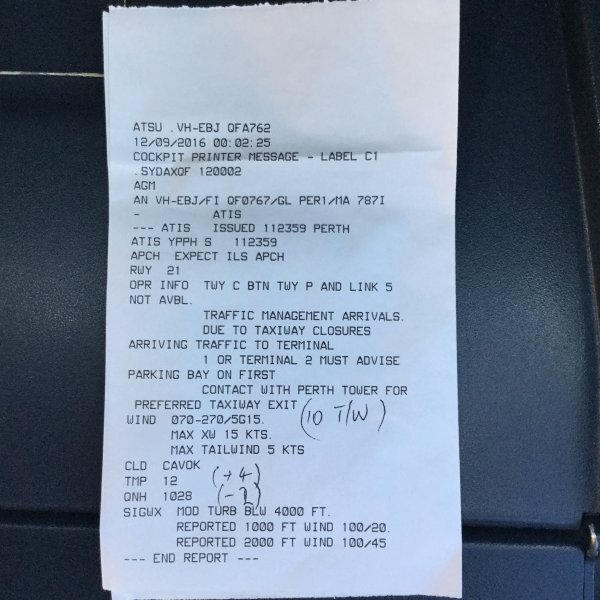 ATSU .VH-EBJ QFA762
12/09/2016 00:02:25
COCKPIT PRINTER MESSAGE - LABEL C1
.SYDAXQF 120002
AGM
AN VH-EBJ/FI QF0767/GL PER1/MA 787I
- ATIS
--- ATIS ISSUED 112359 PERTH
ATIS YPPH S 112359
APCH EXPECT ILS APCH
RWY 21
OPR INFO TWY C BTN TWY P AND LINK 5
NOT AVBL.
TRAFFIC MANAGEMENT ARRIVALS.
DUE TO TAXIWAY CLOSURES
ARRIVING TRAFFIC TO TERMINAL
1 OR TERMINAL 2 MUST ADVISE
PARKING BAY ON FIRST
CONTACT WITH PERTH TOWER FOR
PREFERRED TAXIWAY EXIT (10 T/W)
WIND 070-270/5G15.
MAX XW 15 KTS.
MAX TAILWIND 5 KTS
CLD CAVOK
TMP 12 (+4)
QNH 1028 (-2)
SIGWX MOD TURB BLW 4000 FT.
REPORTED 1000 FT WIND 100/20.
REPORTED 2000 FT WIND 100/45
--- END REPORT ---